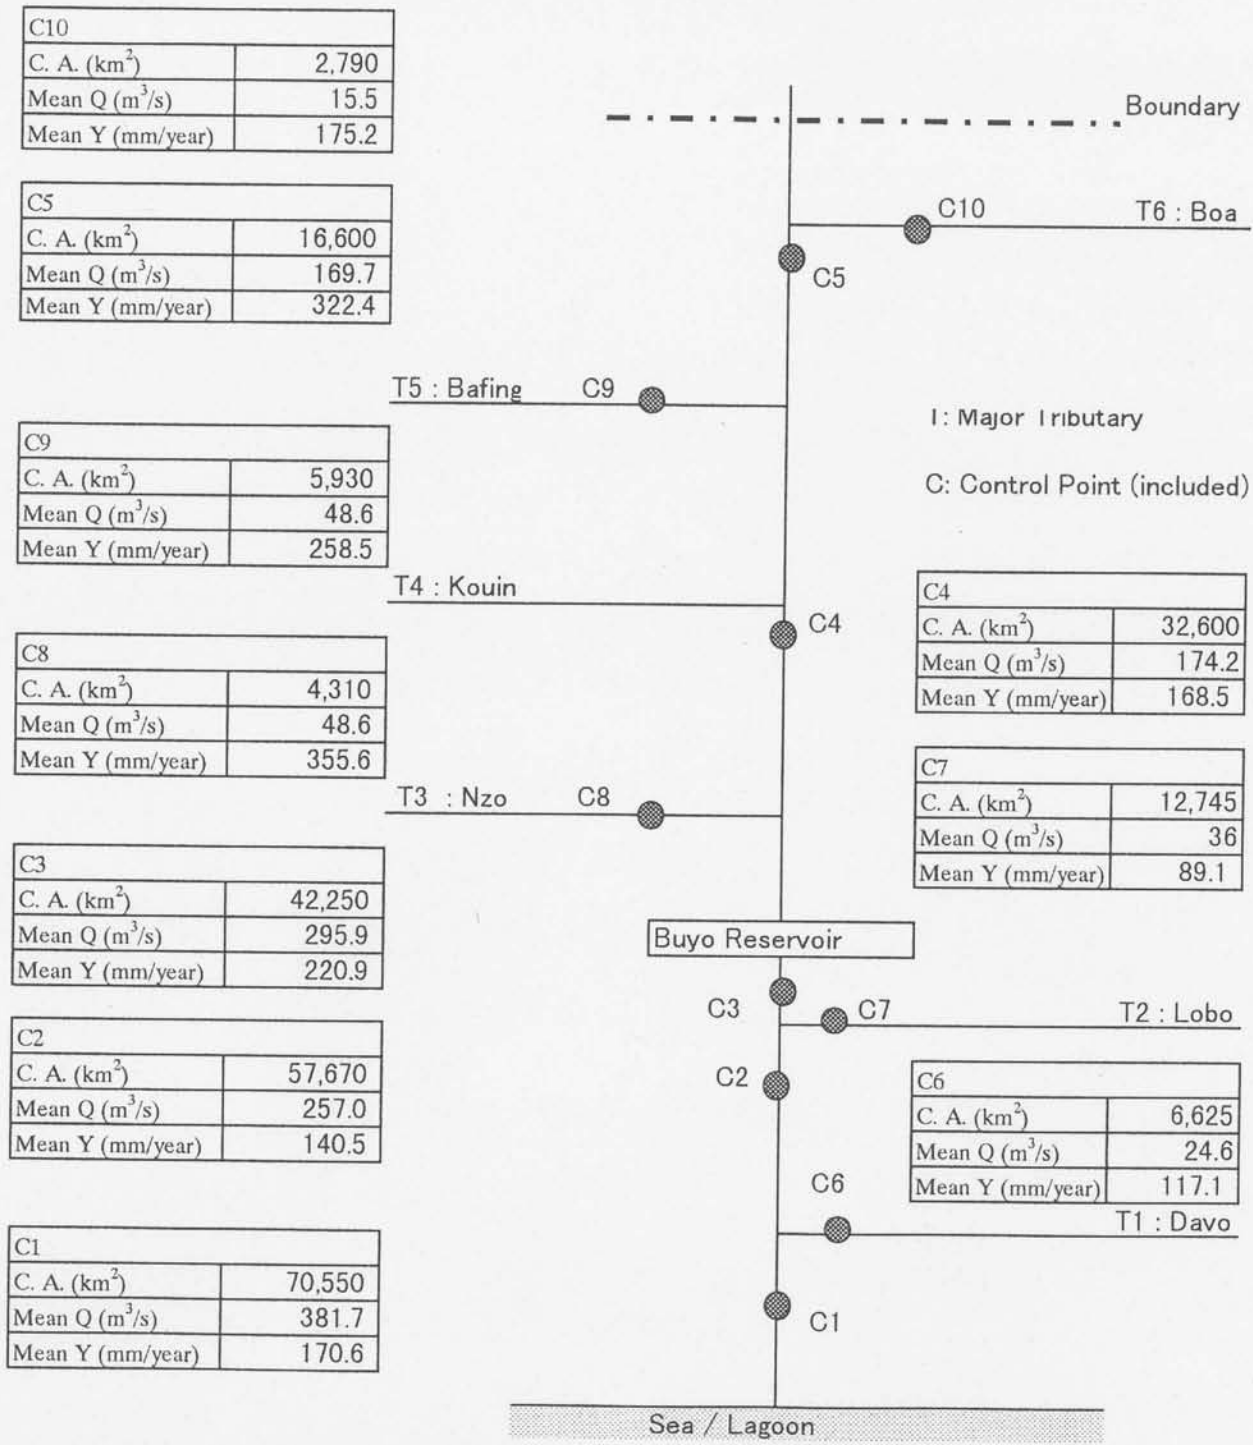 C10
C. A. (km²) 2,790
Mean Q (m³/s) 15.5
Mean Y (mm/year) 175.2
Boundary
C5
C. A. (km²) 16,600
Mean Q (m³/s) 169.7
Mean Y (mm/year) 322.4
C10 T6 : Boa
C5
T5 : Bafing C9
T: Major Tributary
C: Control Point (included)
C9
C. A. (km²) 5,930
Mean Q (m³/s) 48.6
Mean Y (mm/year) 258.5
T4 : Kouin
C4
C4
C. A. (km²) 32,600
Mean Q (m³/s) 174.2
Mean Y (mm/year) 168.5
C8
C. A. (km²) 4,310
Mean Q (m³/s) 48.6
Mean Y (mm/year) 355.6
T3 : Nzo C8
C7
C. A. (km²) 12,745
Mean Q (m³/s) 36
Mean Y (mm/year) 89.1
C3
C. A. (km²) 42,250
Mean Q (m³/s) 295.9
Mean Y (mm/year) 220.9
Buyo Reservoir
C3 C7 T2 : Lobo
C2
C. A. (km²) 57,670
Mean Q (m³/s) 257.0
Mean Y (mm/year) 140.5
C2
C6
C. A. (km²) 6,625
Mean Q (m³/s) 24.6
Mean Y (mm/year) 117.1
C6
T1 : Davo
C1
C. A. (km²) 70,550
Mean Q (m³/s) 381.7
Mean Y (mm/year) 170.6
C1
Sea / Lagoon